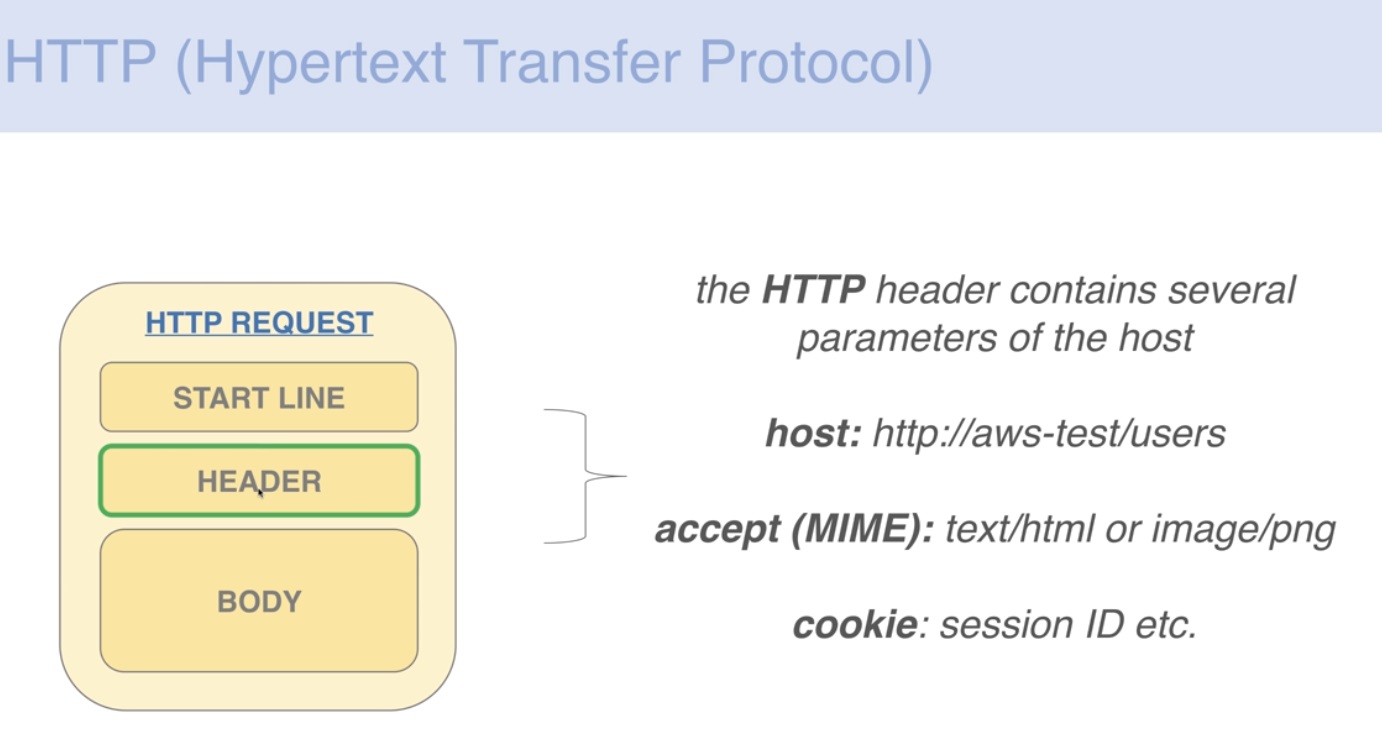 HTTP (Hypertext Transfer Protocol)
HTTP REQUEST
START LINE
HEADER
BODY
the HTTP header contains several
parameters of the host
host: http://aws-test/users
accept (MIME): text/html or image/png
cookie: session ID etc.